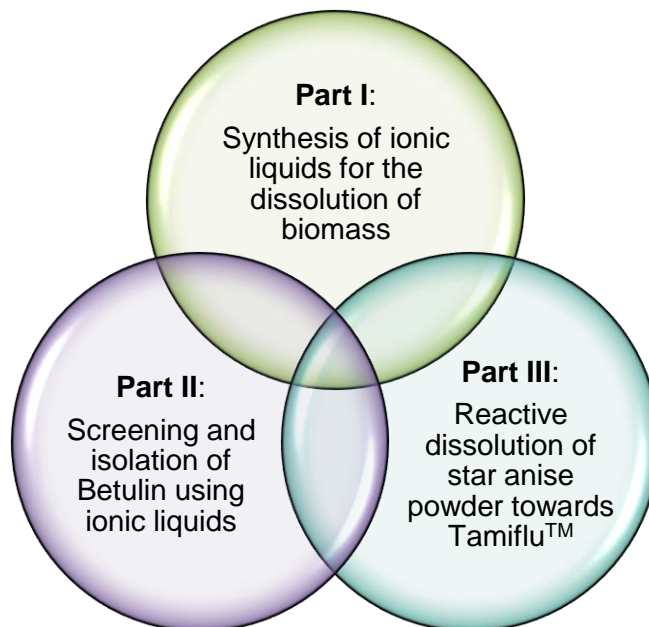 Part I:
Synthesis of ionic
liquids for the
dissolution of
biomass
Part II:
Screening and
isolation of
Betulin using
ionic liquids
Part III:
Reactive
dissolution of
star anise
powder towards
Tamiflu™